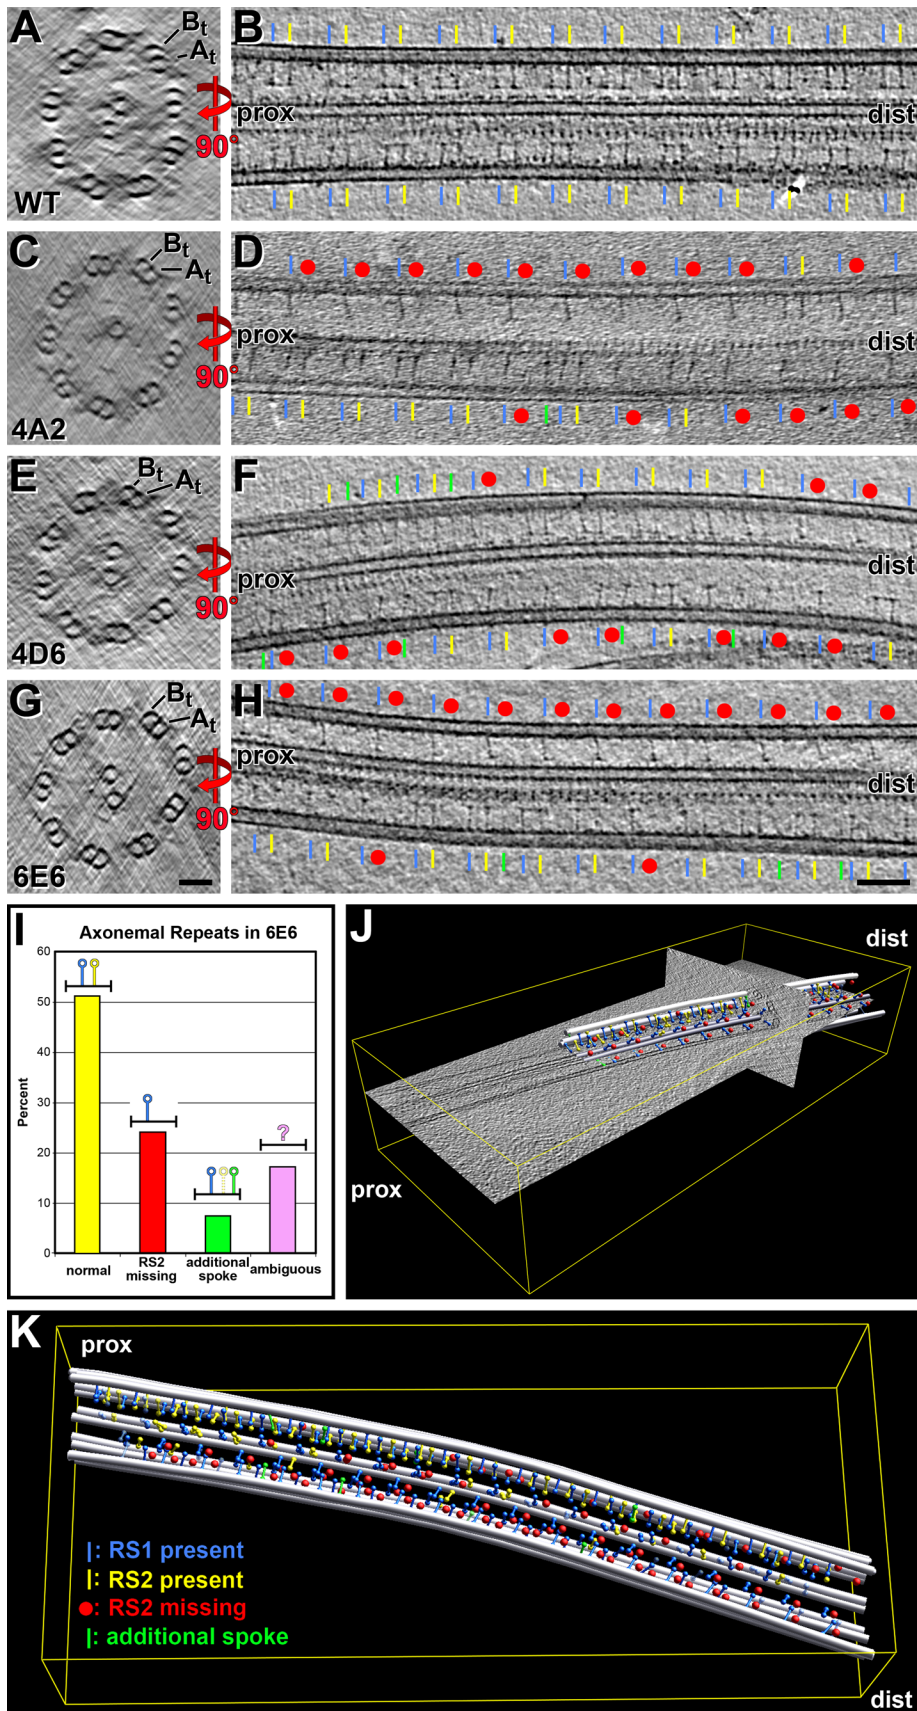 A
Bt
At
90°
WT
B
prox
dist
C
Bt
At
90°
4A2
D
prox
dist
E
Bt
At
90°
4D6
F
prox
dist
G
Bt
At
90°
6E6
H
prox
dist
I
Axonemal Repeats in 6E6
Percent
60
50
40
30
20
10
0
?
normal
RS2 missing
additional spoke
ambiguous
J
dist
prox
K
prox
|: RS1 present
|: RS2 present
●: RS2 missing
|: additional spoke
dist